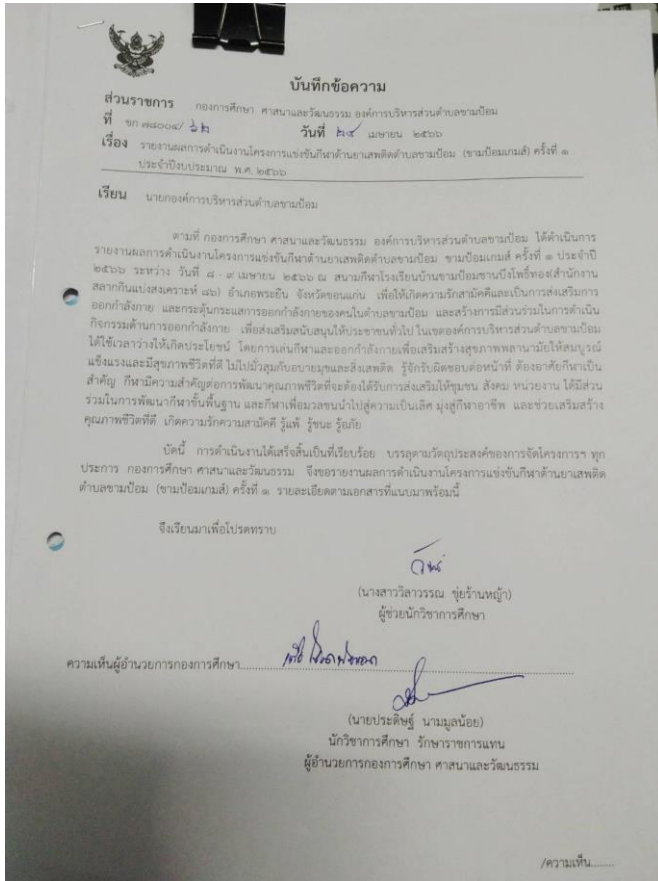 บันทึกข้อความ
ส่วนราชการ กองการศึกษา ศาสนาและวัฒนธรรม องค์การบริหารส่วนตำบลขามป้อม
ที่ ขก ๗๘๐๐๔/ ๖๒ วันที่ ๒๔ เมษายน ๒๕๖๖
เรื่อง รายงานผลการดำเนินงานโครงการแข่งขันกีฬาต้านยาเสพติดตำบลขามป้อม (ขามป้อมเกมส์) ครั้งที่ ๑
ประจำปีงบประมาณ พ.ศ. ๒๕๖๖
เรียน นายกองค์การบริหารส่วนตำบลขามป้อม
ตามที่ กองการศึกษา ศาสนาและวัฒนธรรม องค์การบริหารส่วนตำบลขามป้อม ได้ดำเนินการ
รายงานผลการดำเนินงานโครงการแข่งขันกีฬาต้านยาเสพติดตำบลขามป้อม ขามป้อมเกมส์ ครั้งที่ ๑ ประจำปี
๒๕๖๖ ระหว่าง วันที่ ๘ - ๙ เมษายน ๒๕๖๖ ณ สนามกีฬาโรงเรียนบ้านขามป้อมชานบึงโพธิ์ทอง(สำนักงาน
สลากกินแบ่งสงเคราะห์ ๘๖) อำเภอพระยืน จังหวัดขอนแก่น เพื่อให้เกิดความรักสามัคคีและเป็นการส่งเสริมการ
ออกกำลังกาย และกระตุ้นกระแสการออกกำลังกายของคนในตำบลขามป้อม และสร้างการมีส่วนร่วมในการดำเนิน
กิจกรรมด้านการออกกำลังกาย เพื่อส่งเสริมสนับสนุนให้ประชาชนทั่วไป ในเขตองค์การบริหารส่วนตำบลขามป้อม
ได้ใช้เวลาว่างให้เกิดประโยชน์ โดยการเล่นกีฬาและออกกำลังกายเพื่อเสริมสร้างสุขภาพพลานามัยให้สมบูรณ์
แข็งแรงและมีสุขภาพชีวิตที่ดี ไม่ไปมั่วสุมกับอบายมุขและสิ่งเสพติด รู้จักรับผิดชอบต่อหน้าที่ ต้องอาศัยกีฬาเป็น
สำคัญ กีฬามีความสำคัญต่อการพัฒนาคุณภาพชีวิตที่จะต้องได้รับการส่งเสริมให้ชุมชน สังคม หน่วยงาน ได้มีส่วน
ร่วมในการพัฒนากีฬาขั้นพื้นฐาน และกีฬาเพื่อมวลชนนำไปสู่ความเป็นเลิศ มุ่งสู่กีฬาอาชีพ และช่วยเสริมสร้าง
คุณภาพชีวิตที่ดี เกิดความรักความสามัคคี รู้แพ้ รู้ชนะ รู้อภัย
บัดนี้ การดำเนินงานได้เสร็จสิ้นเป็นที่เรียบร้อย บรรลุตามวัตถุประสงค์ของการจัดโครงการฯ ทุก
ประการ กองการศึกษา ศาสนาและวัฒนธรรม จึงขอรายงานผลการดำเนินงานโครงการแข่งขันกีฬาต้านยาเสพติด
ตำบลขามป้อม (ขามป้อมเกมส์) ครั้งที่ ๑ รายละเอียดตามเอกสารที่แนบมาพร้อมนี้
จึงเรียนมาเพื่อโปรดทราบ
(นางสาววิลาวรรณ ขุ่ยร้านหญ้า)
ผู้ช่วยนักวิชาการศึกษา
ความเห็นผู้อำนวยการกองการศึกษา
(นายประดิษฐ์ นามมูลน้อย)
นักวิชาการศึกษา รักษาราชการแทน
ผู้อำนวยการกองการศึกษา ศาสนาและวัฒนธรรม
/ความเห็น.........